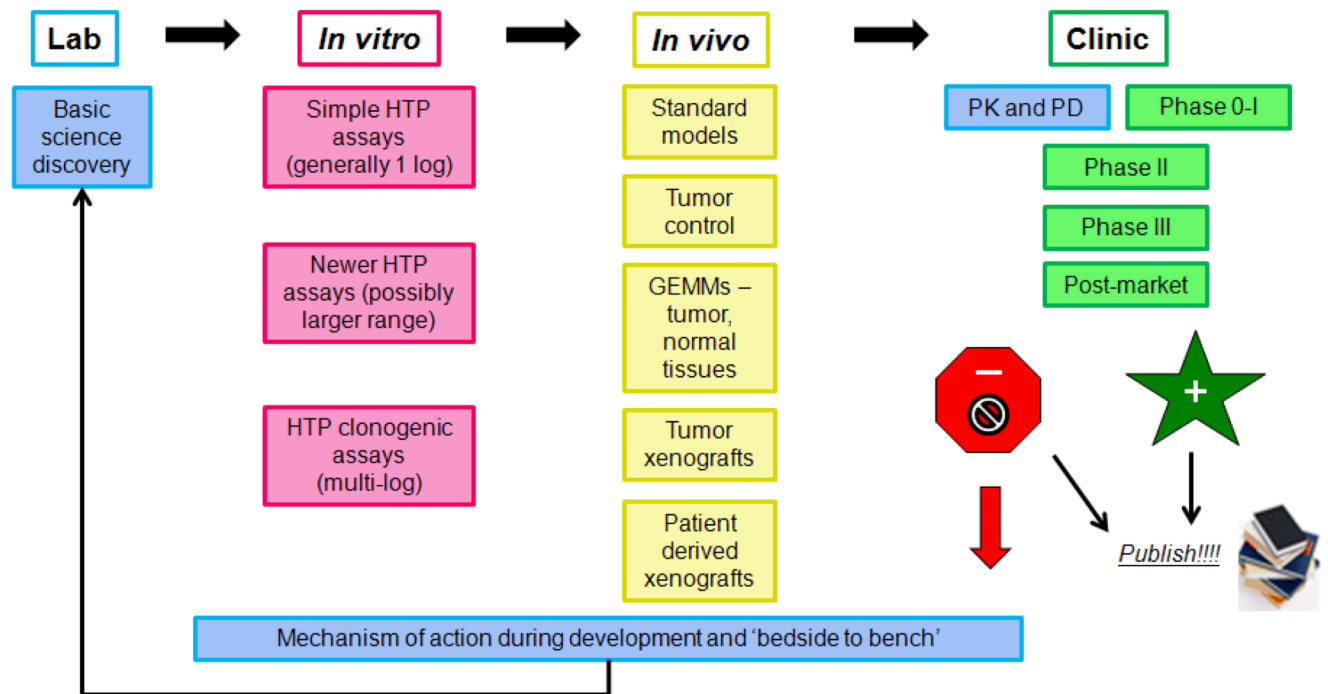 Lab
In vitro
In vivo
Clinic
Basic
science
discovery
Simple HTP
assays
(generally 1 log)
Newer HTP
assays (possibly
larger range)
HTP clonogenic
assays
(multi-log)
Standard
models
Tumor
control
GEMMs –
tumor,
normal
tissues
Tumor
xenografts
Patient
derived
xenografts
PK and PD
Phase 0-I
Phase II
Phase III
Post-market
–
+
Publish!!!!
Mechanism of action during development and ‘bedside to bench’